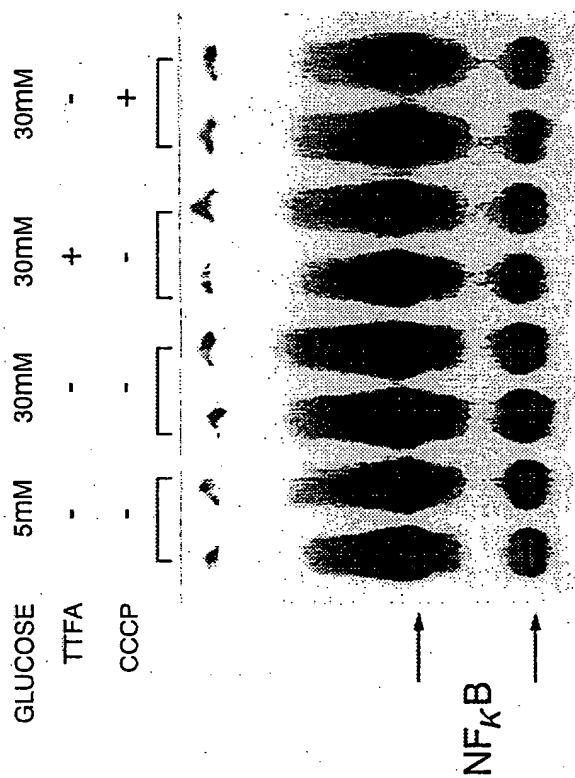 GLUCOSE 5mM 30mM 30mM 30mM
TTFA - - + -
CCCP - - - +
NFκB